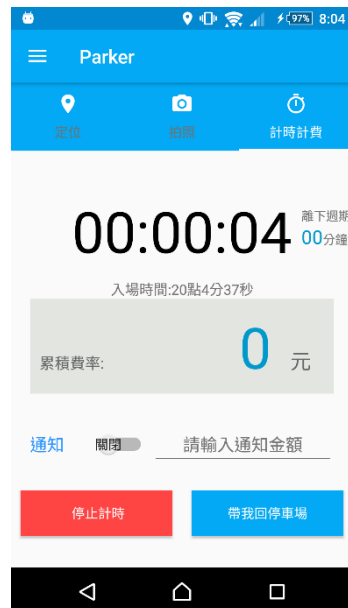 97% 8:04
Parker
定位 拍照 計時計費
00:00:04
離下週期
00分鐘
入場時間:20點4分37秒
累積費率: 0 元
通知 關閉 請輸入通知金額
停止計時 帶我回停車場